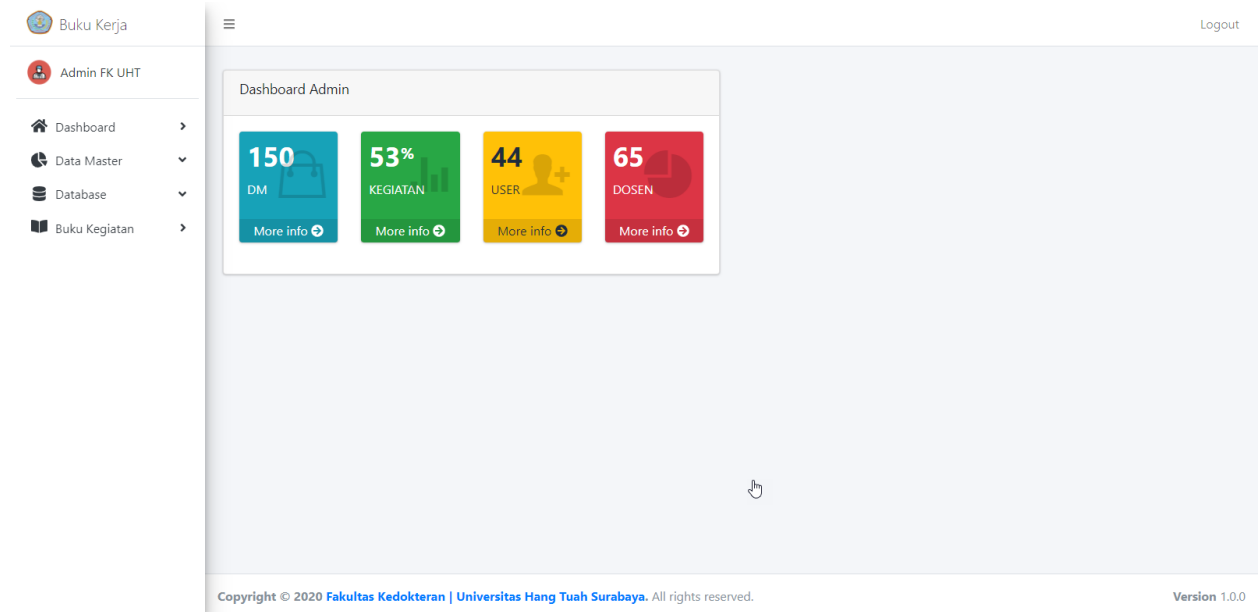 Buku Kerja
Logout
Admin FK UHT
Dashboard
Data Master
Database
Buku Kegiatan
Dashboard Admin
150
DM
More info
53%
KEGIATAN
More info
44
USER
More info
65
DOSEN
More info
Copyright © 2020 Fakultas Kedokteran | Universitas Hang Tuah Surabaya. All rights reserved.
Version 1.0.0